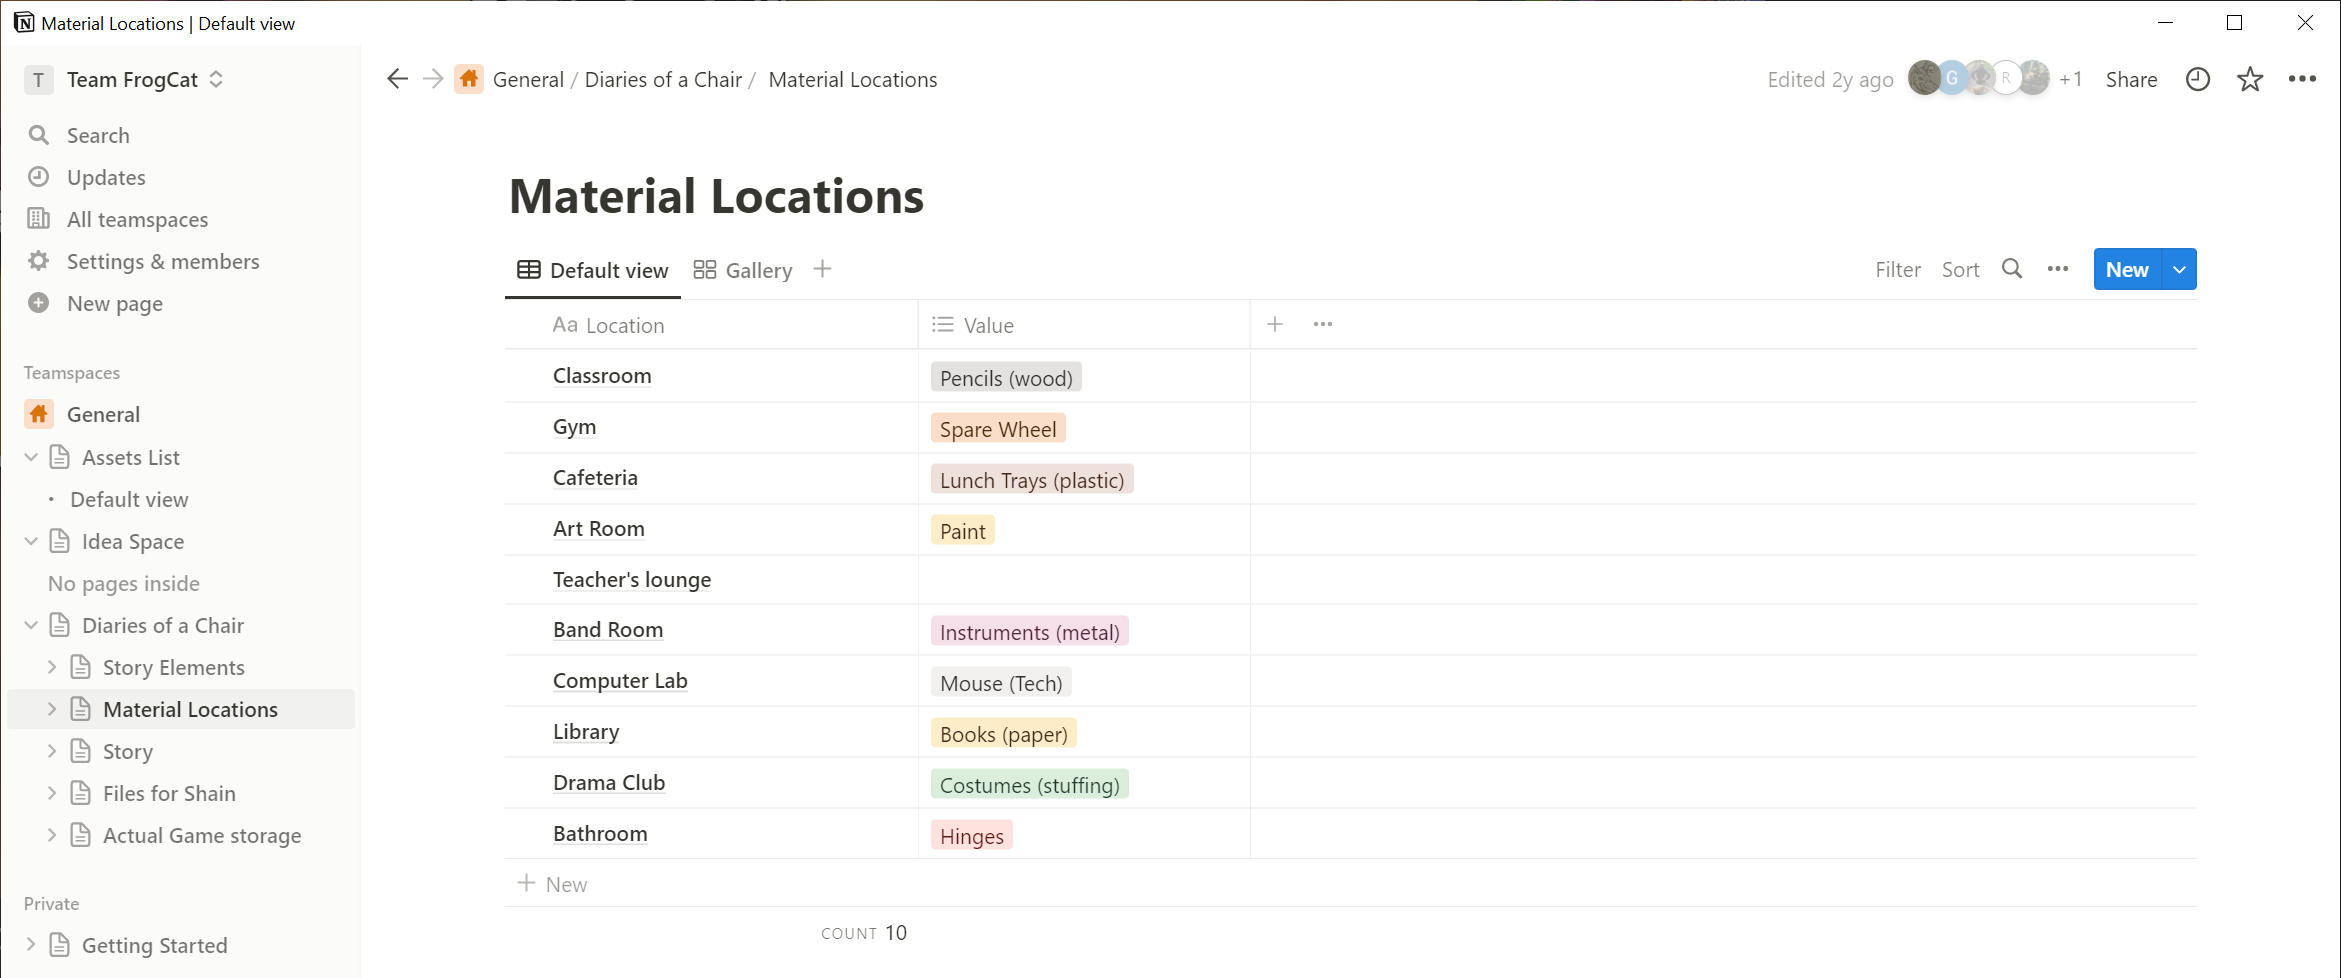 Material Locations | Default view
T Team FrogCat
General / Diaries of a Chair / Material Locations
Edited 2y ago G R +1 Share
Search
Updates
All teamspaces
Settings & members
New page
Teamspaces
General
Assets List
Default view
Idea Space
No pages inside
Diaries of a Chair
Story Elements
Material Locations
Story
Files for Shain
Actual Game storage
Private
Getting Started
Material Locations
Default view Gallery
Filter Sort New
Aa Location Value
Classroom Pencils (wood)
Gym Spare Wheel
Cafeteria Lunch Trays (plastic)
Art Room Paint
Teacher's lounge
Band Room Instruments (metal)
Computer Lab Mouse (Tech)
Library Books (paper)
Drama Club Costumes (stuffing)
Bathroom Hinges
New
COUNT 10